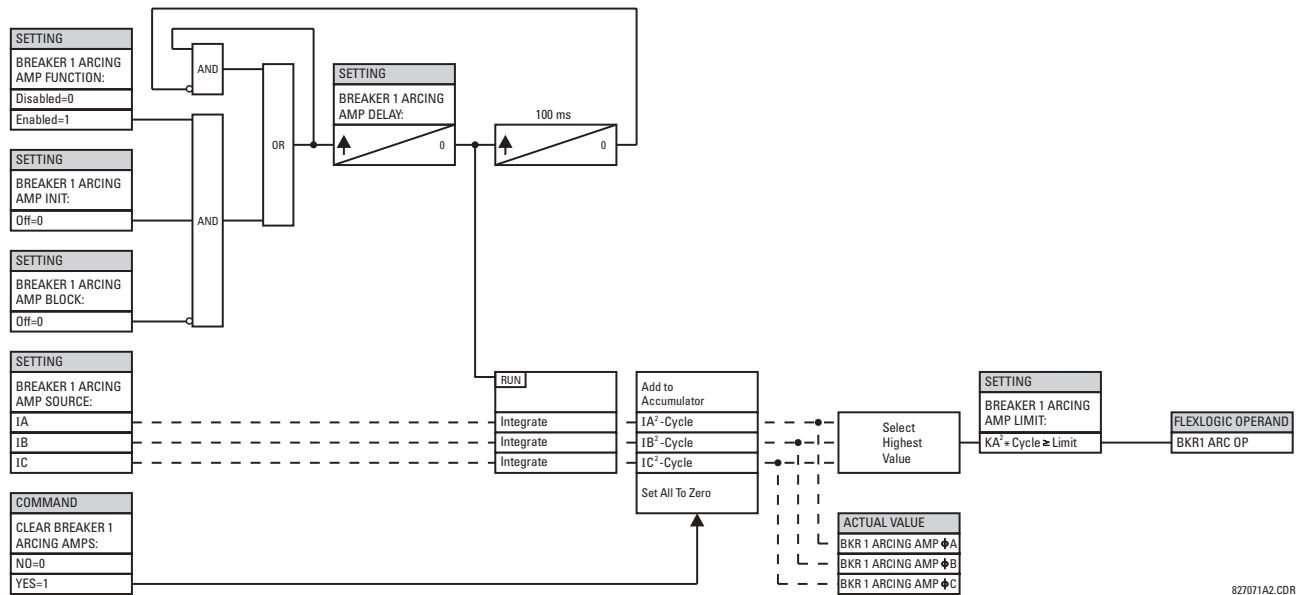 SETTING
BREAKER 1 ARCING
AMP FUNCTION:
Disabled=0
Enabled=1
SETTING
BREAKER 1 ARCING
AMP INIT:
Off=0
SETTING
BREAKER 1 ARCING
AMP BLOCK:
Off=0
AND
AND
OR
SETTING
BREAKER 1 ARCING
AMP DELAY:
0
100 ms
0
SETTING
BREAKER 1 ARCING
AMP SOURCE:
IA
IB
IC
COMMAND
CLEAR BREAKER 1
ARCING AMPS:
NO=0
YES=1
RUN
Integrate
Integrate
Integrate
Add to
Accumulator
IA²-Cycle
IB²-Cycle
IC²-Cycle
Set All To Zero
Select
Highest
Value
SETTING
BREAKER 1 ARCING
AMP LIMIT:
KA²*Cycle ≥ Limit
FLEXLOGIC OPERAND
BKR1 ARC OP
ACTUAL VALUE
BKR 1 ARCING AMP ΦA
BKR 1 ARCING AMP ΦB
BKR 1 ARCING AMP ΦC
827071A2.CDR